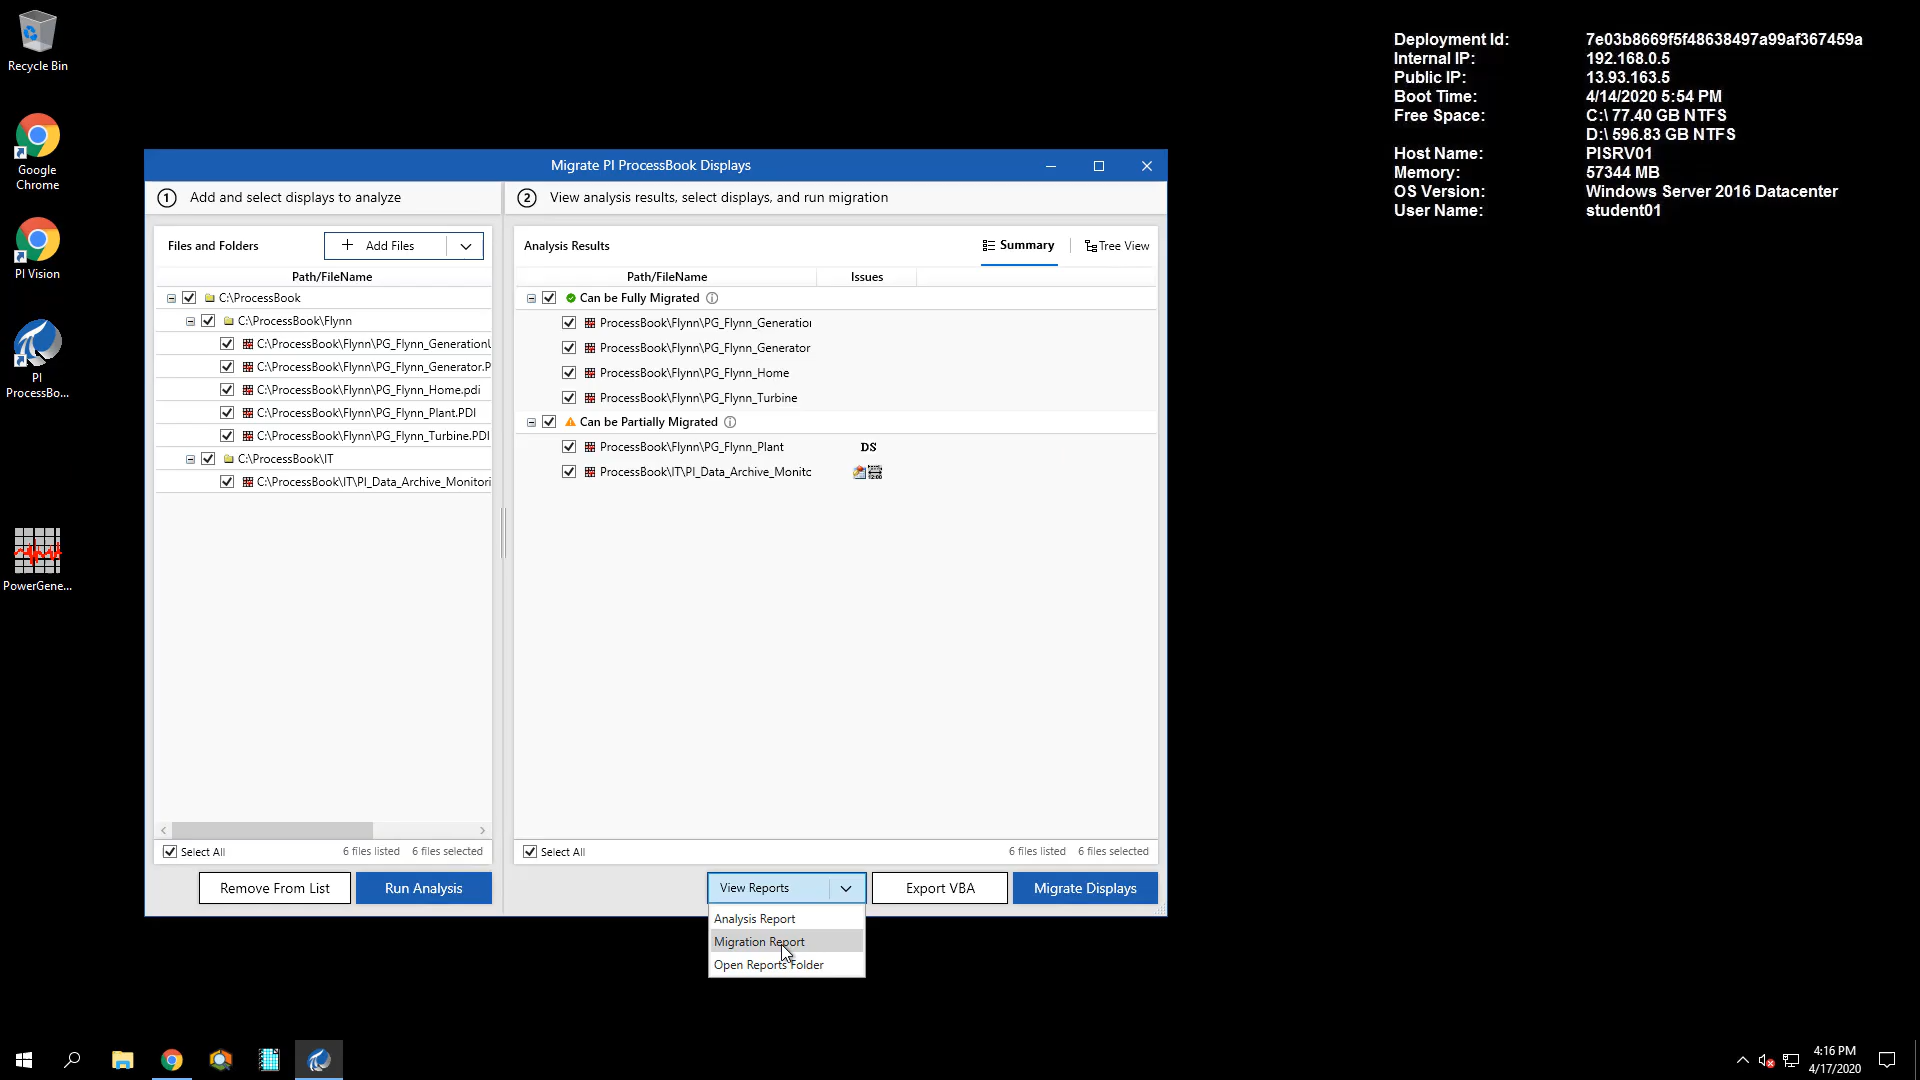 Recycle Bin
Google
Chrome
PI Vision
PI
ProcessBo...
PowerGene...
Deployment Id: 7e03b8669f5f48638497a99af367459a
Internal IP: 192.168.0.5
Public IP: 13.93.163.5
Boot Time: 4/14/2020 5:54 PM
Free Space: C:\ 77.40 GB NTFS
D:\ 596.83 GB NTFS
Host Name: PISRV01
Memory: 57344 MB
OS Version: Windows Server 2016 Datacenter
User Name: student01
Migrate PI ProcessBook Displays
1 Add and select displays to analyze
2 View analysis results, select displays, and run migration
Files and Folders
Add Files
Path/FileName
C:\ProcessBook
C:\ProcessBook\Flynn
C:\ProcessBook\Flynn\PG_Flynn_GenerationU
C:\ProcessBook\Flynn\PG_Flynn_Generator.P
C:\ProcessBook\Flynn\PG_Flynn_Home.pdi
C:\ProcessBook\Flynn\PG_Flynn_Plant.PDI
C:\ProcessBook\Flynn\PG_Flynn_Turbine.PDI
C:\ProcessBook\IT
C:\ProcessBook\IT\PI_Data_Archive_Monitori
Select All 6 files listed 6 files selected
Remove From List
Run Analysis
Analysis Results
Summary
Tree View
Path/FileName Issues
Can be Fully Migrated
ProcessBook\Flynn\PG_Flynn_Generation
ProcessBook\Flynn\PG_Flynn_Generator
ProcessBook\Flynn\PG_Flynn_Home
ProcessBook\Flynn\PG_Flynn_Turbine
Can be Partially Migrated
ProcessBook\Flynn\PG_Flynn_Plant DS
ProcessBook\IT\PI_Data_Archive_Monitc
Select All 6 files listed 6 files selected
View Reports
Export VBA
Migrate Displays
Analysis Report
Migration Report
Open Reports Folder
4:16 PM
4/17/2020